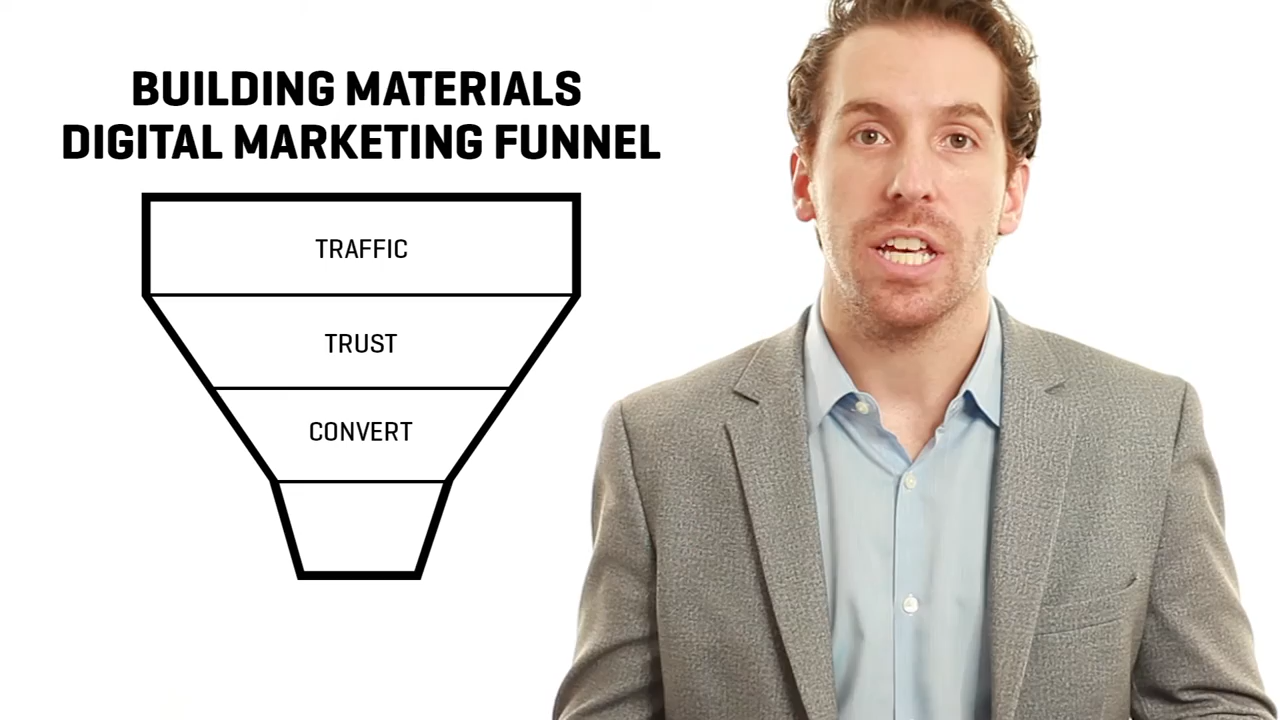 BUILDING MATERIALS
DIGITAL MARKETING FUNNEL
TRAFFIC
TRUST
CONVERT